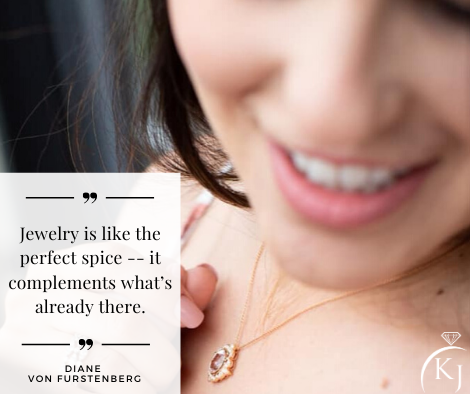 ❞
Jewelry is like the
perfect spice -- it
complements what's
already there.
❞
DIANE
VON FURSTENBERG
KJ